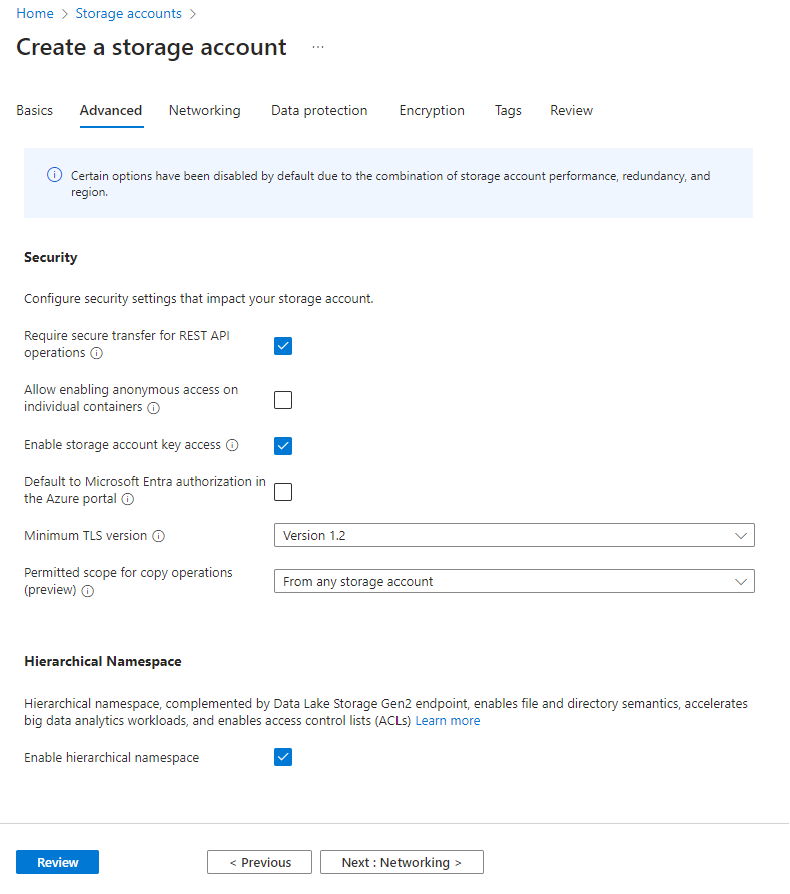 Home > Storage accounts >
Create a storage account ...
Basics Advanced Networking Data protection Encryption Tags Review
Certain options have been disabled by default due to the combination of storage account performance, redundancy, and
region.
Security
Configure security settings that impact your storage account.
Require secure transfer for REST API
operations
Allow enabling anonymous access on
individual containers
Enable storage account key access
Default to Microsoft Entra authorization in
the Azure portal
Minimum TLS version
Version 1.2
Permitted scope for copy operations
(preview)
From any storage account
Hierarchical Namespace
Hierarchical namespace, complemented by Data Lake Storage Gen2 endpoint, enables file and directory semantics, accelerates
big data analytics workloads, and enables access control lists (ACLs) Learn more
Enable hierarchical namespace
Review < Previous Next : Networking >